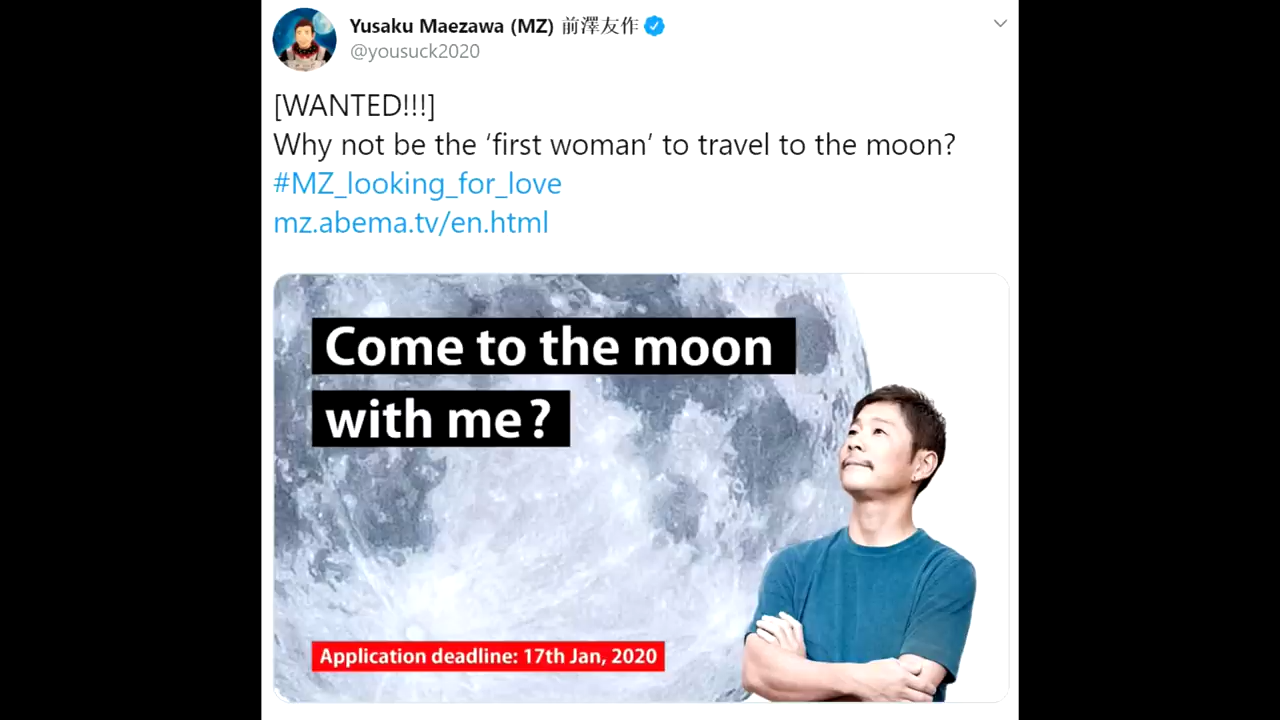 Yusaku Maezawa (MZ) 前澤友作
@yousuck2020
[WANTED!!!]
Why not be the ‘first woman’ to travel to the moon?
#MZ_looking_for_love
mz.abema.tv/en.html
Come to the moon
with me?
Application deadline: 17th Jan, 2020